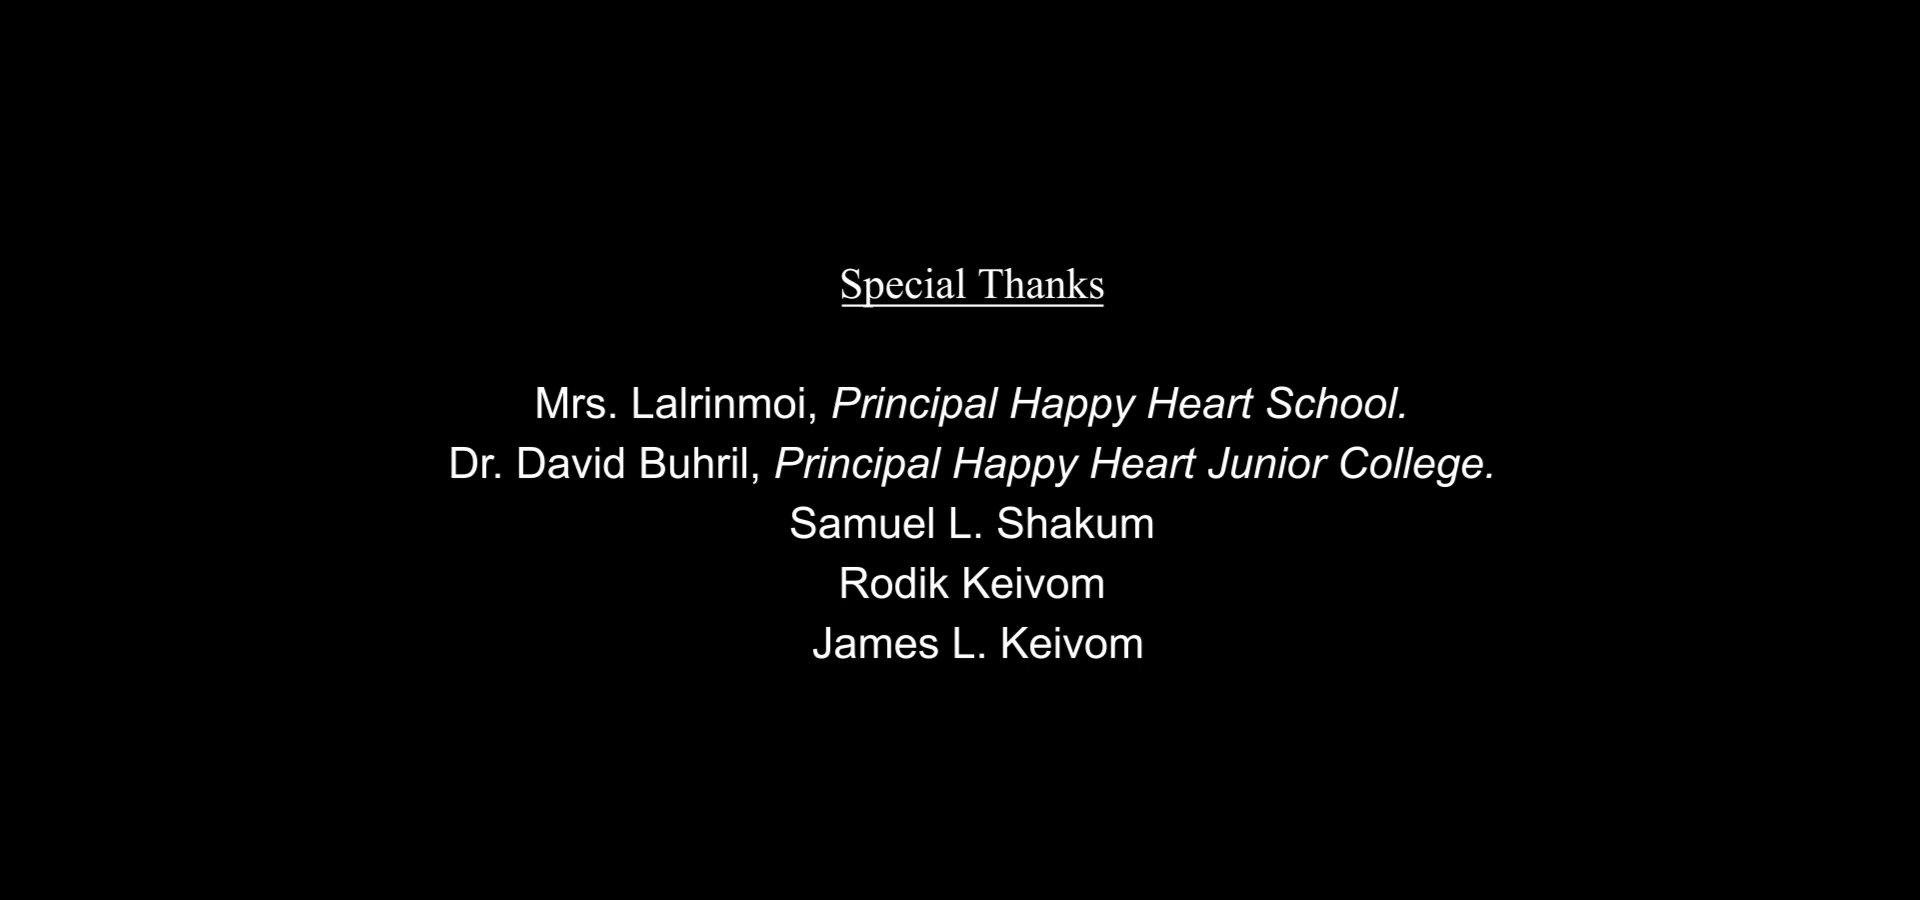 Special Thanks
Mrs. Lalrinmoi, Principal Happy Heart School.
Dr. David Buhril, Principal Happy Heart Junior College.
Samuel L. Shakum
Rodik Keivom
James L. Keivom